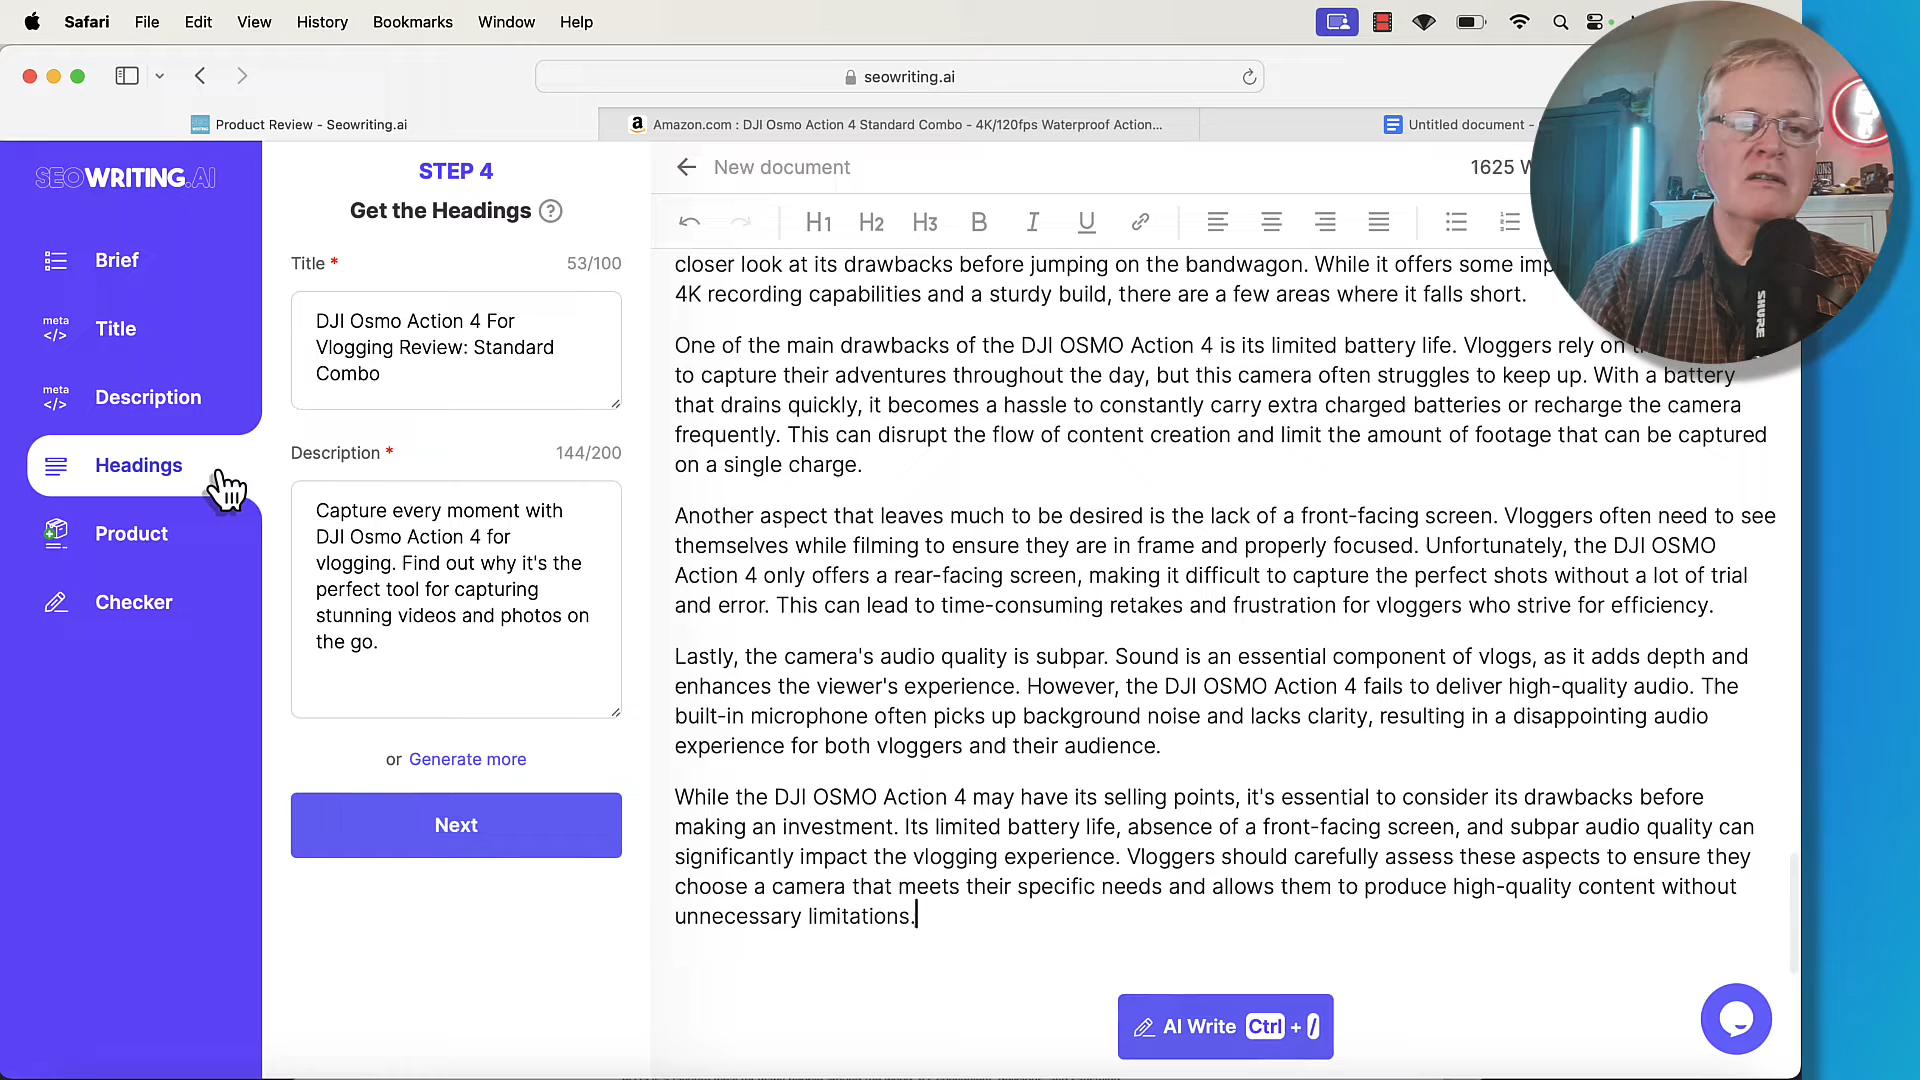 Safari File Edit View History Bookmarks Window Help
seowriting.ai
Product Review - Seowriting.ai
Amazon.com : DJI Osmo Action 4 Standard Combo - 4K/120fps Waterproof Action...
Untitled document -
SEOWRITING.AI
Brief
meta
</>
Title
meta
</>
Description
Headings
Product
Checker
STEP 4
Get the Headings ?
Title * 53/100
DJI Osmo Action 4 For
Vlogging Review: Standard
Combo
Description * 144/200
Capture every moment with
DJI Osmo Action 4 for
vlogging. Find out why it's the
perfect tool for capturing
stunning videos and photos on
the go.
or Generate more
Next
New document
1625 W
H1 H2 H3 B I U
closer look at its drawbacks before jumping on the bandwagon. While it offers some imp
4K recording capabilities and a sturdy build, there are a few areas where it falls short.
One of the main drawbacks of the DJI OSMO Action 4 is its limited battery life. Vloggers rely on
to capture their adventures throughout the day, but this camera often struggles to keep up. With a battery
that drains quickly, it becomes a hassle to constantly carry extra charged batteries or recharge the camera
frequently. This can disrupt the flow of content creation and limit the amount of footage that can be captured
on a single charge.
Another aspect that leaves much to be desired is the lack of a front-facing screen. Vloggers often need to see
themselves while filming to ensure they are in frame and properly focused. Unfortunately, the DJI OSMO
Action 4 only offers a rear-facing screen, making it difficult to capture the perfect shots without a lot of trial
and error. This can lead to time-consuming retakes and frustration for vloggers who strive for efficiency.
Lastly, the camera's audio quality is subpar. Sound is an essential component of vlogs, as it adds depth and
enhances the viewer's experience. However, the DJI OSMO Action 4 fails to deliver high-quality audio. The
built-in microphone often picks up background noise and lacks clarity, resulting in a disappointing audio
experience for both vloggers and their audience.
While the DJI OSMO Action 4 may have its selling points, it's essential to consider its drawbacks before
making an investment. Its limited battery life, absence of a front-facing screen, and subpar audio quality can
significantly impact the vlogging experience. Vloggers should carefully assess these aspects to ensure they
choose a camera that meets their specific needs and allows them to produce high-quality content without
unnecessary limitations.
AI Write Ctrl + /
SHURE